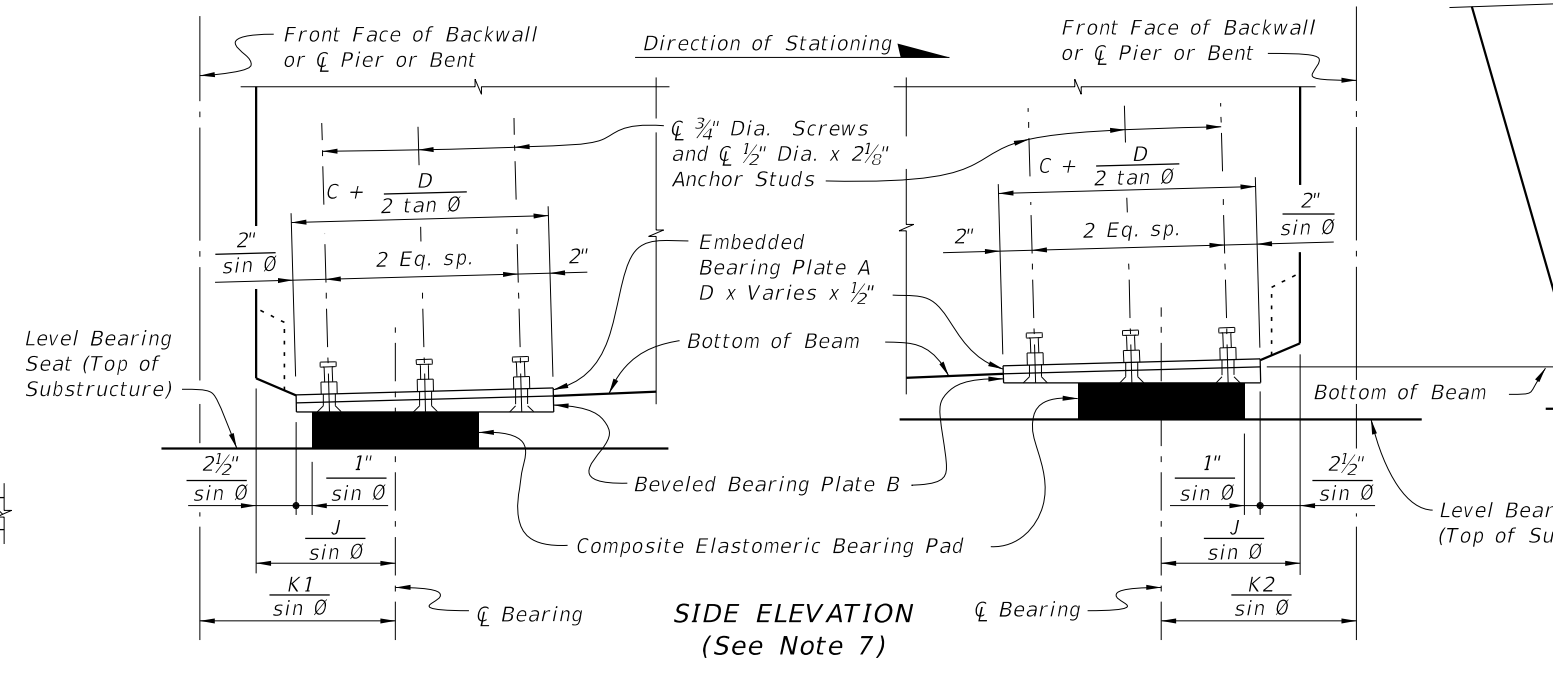 Front Face of Backwall
or ℄ Pier or Bent
Direction of Stationing
Front Face of Backwall
or ℄ Pier or Bent
℄ ¾" Dia. Screws
and ℄ ½" Dia. x 2⅛"
Anchor Studs
C + D
2 tan Ø
C + D
2 tan Ø
2"
sin Ø
2 Eq. sp.
2"
Embedded
Bearing Plate A
D x Varies x ½"
2"
2 Eq. sp.
2"
sin Ø
Level Bearing
Seat (Top of
Substructure)
Bottom of Beam
Bottom of Beam
2½"
sin Ø
1"
sin Ø
Beveled Bearing Plate B
1"
sin Ø
2½"
sin Ø
J
sin Ø
Composite Elastomeric Bearing Pad
J
sin Ø
Level Bear
(Top of Su
K1
sin Ø
℄ Bearing
SIDE ELEVATION
(See Note 7)
℄ Bearing
K2
sin Ø